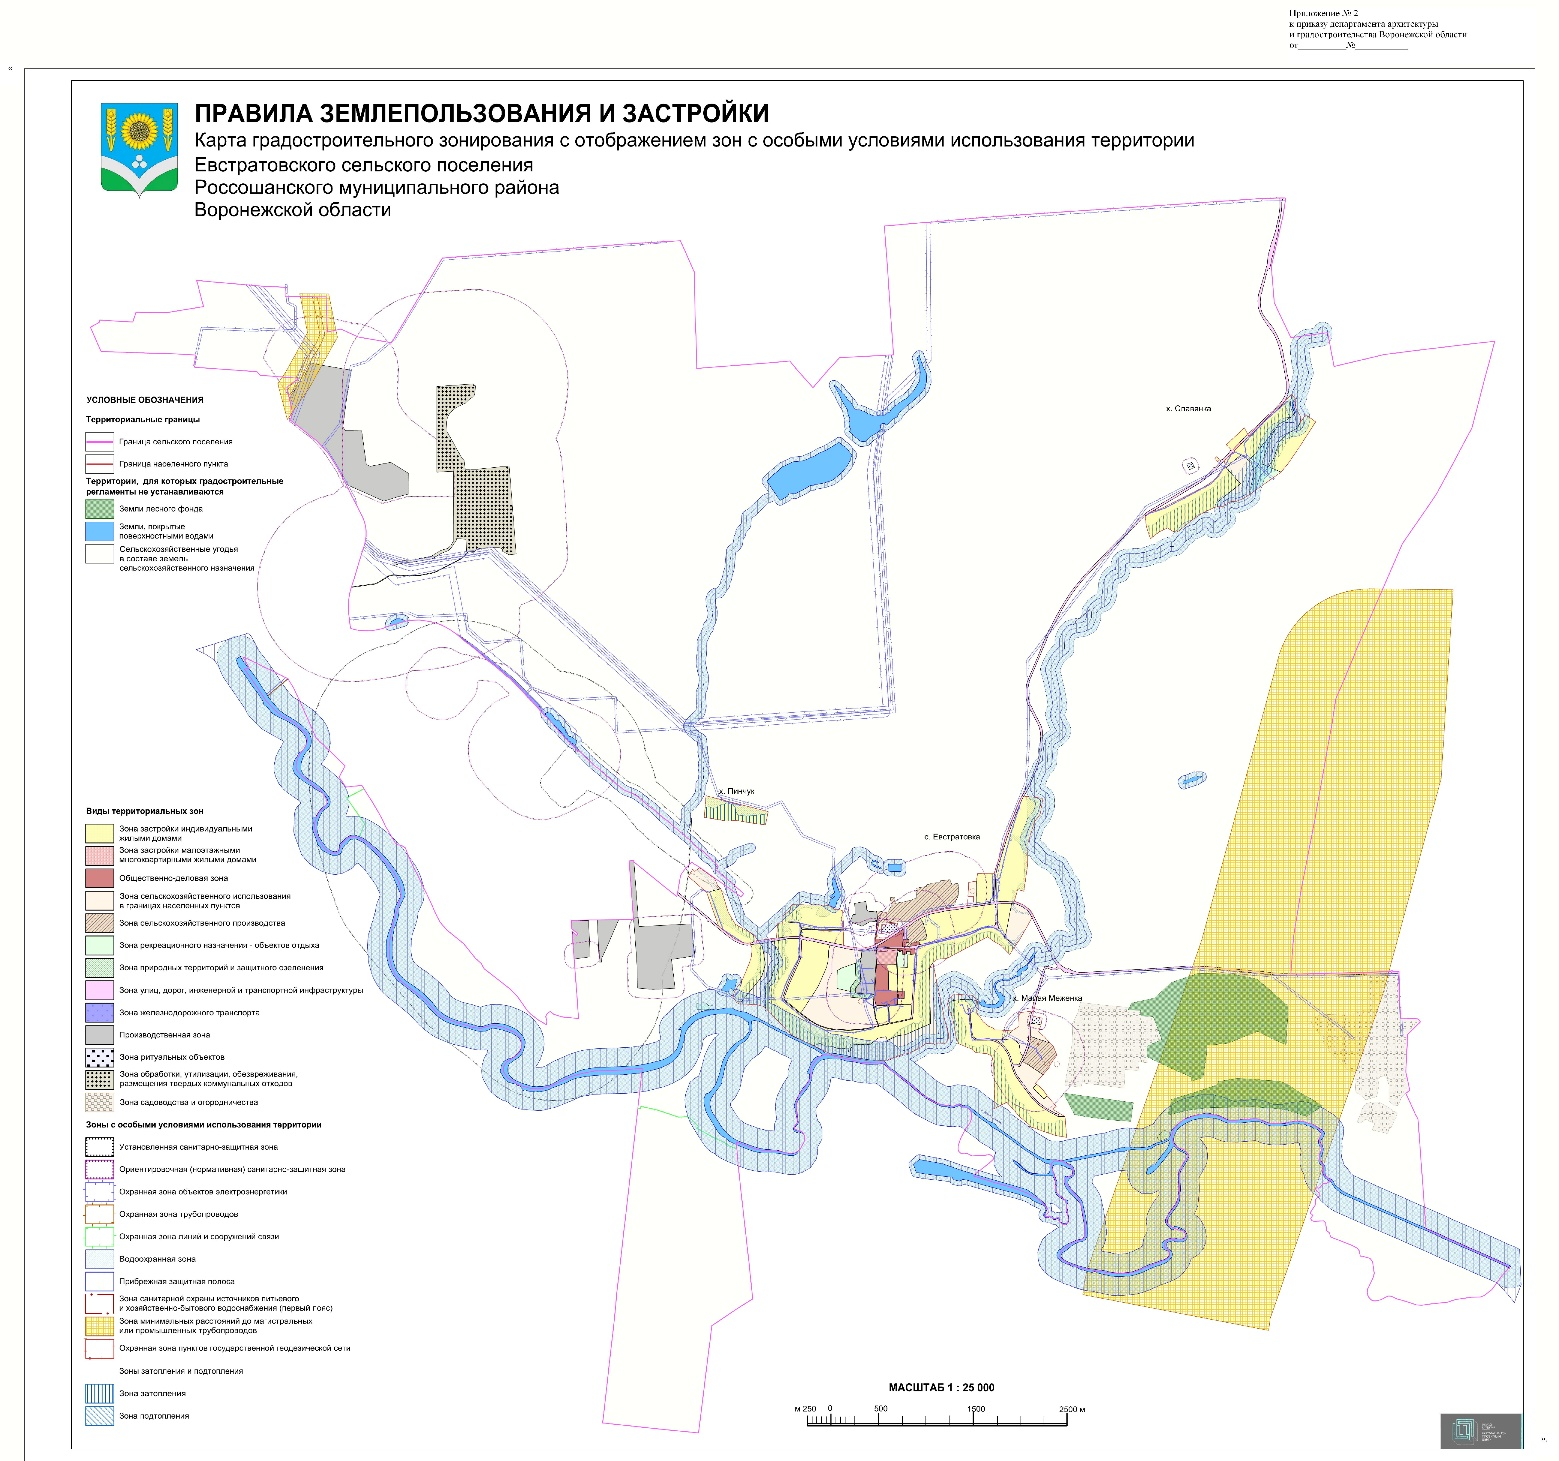 Приложение № 2
к приказу департамента архитектуры
и градостроительства Воронежской области
от___________№____________
ПРАВИЛА ЗЕМЛЕПОЛЬЗОВАНИЯ И ЗАСТРОЙКИ
Карта градостроительного зонирования с отображением зон с особыми условиями использования территории
Евстратовского сельского поселения
Россошанского муниципального района
Воронежской области
УСЛОВНЫЕ ОБОЗНАЧЕНИЯ
Территориальные границы
Граница сельского поселения
Граница населенного пункта
Территории, для которых градостроительные
регламенты не устанавливаются
Земли лесного фонда
Земли, покрытые
поверхностными водами
Сельскохозяйственные угодья
в составе земель
сельскохозяйственного назначения
Виды территориальных зон
Зона застройки индивидуальными
жилыми домами
Зона застройки малоэтажными
многоквартирными жилыми домами
Общественно-деловая зона
Зона сельскохозяйственного использования
в границах населенных пунктов
Зона сельскохозяйственного производства
Зона рекреационного назначения - объектов отдыха
Зона природных территорий и защитного озеленения
Зона улиц, дорог, инженерной и транспортной инфраструктуры
Зона железнодорожного транспорта
Производственная зона
Зона ритуальных объектов
Зона обработки, утилизации, обезвреживания,
размещения твердых коммунальных отходов
Зона садоводства и огородничества
Зоны с особыми условиями использования территории
Установленная санитарно-защитная зона
Ориентировочная (нормативная) санитарно-защитная зона
Охранная зона объектов электроэнергетики
Охранная зона трубопроводов
Охранная зона линий и сооружений связи
Водоохранная зона
Прибрежная защитная полоса
Зона санитарной охраны источников питьевого
и хозяйственно-бытового водоснабжения (первый пояс)
Зона минимальных расстояний до магистральных
или промышленных трубопроводов
Охранная зона пунктов государственной геодезической сети
Зоны затопления и подтопления
Зона затопления
Зона подтопления
х. Славянка
х. Пинчук
с. Евстратовка
х. Малая Меженка
МАСШТАБ 1 : 25 000
м 250 0 500 1500 2500 м